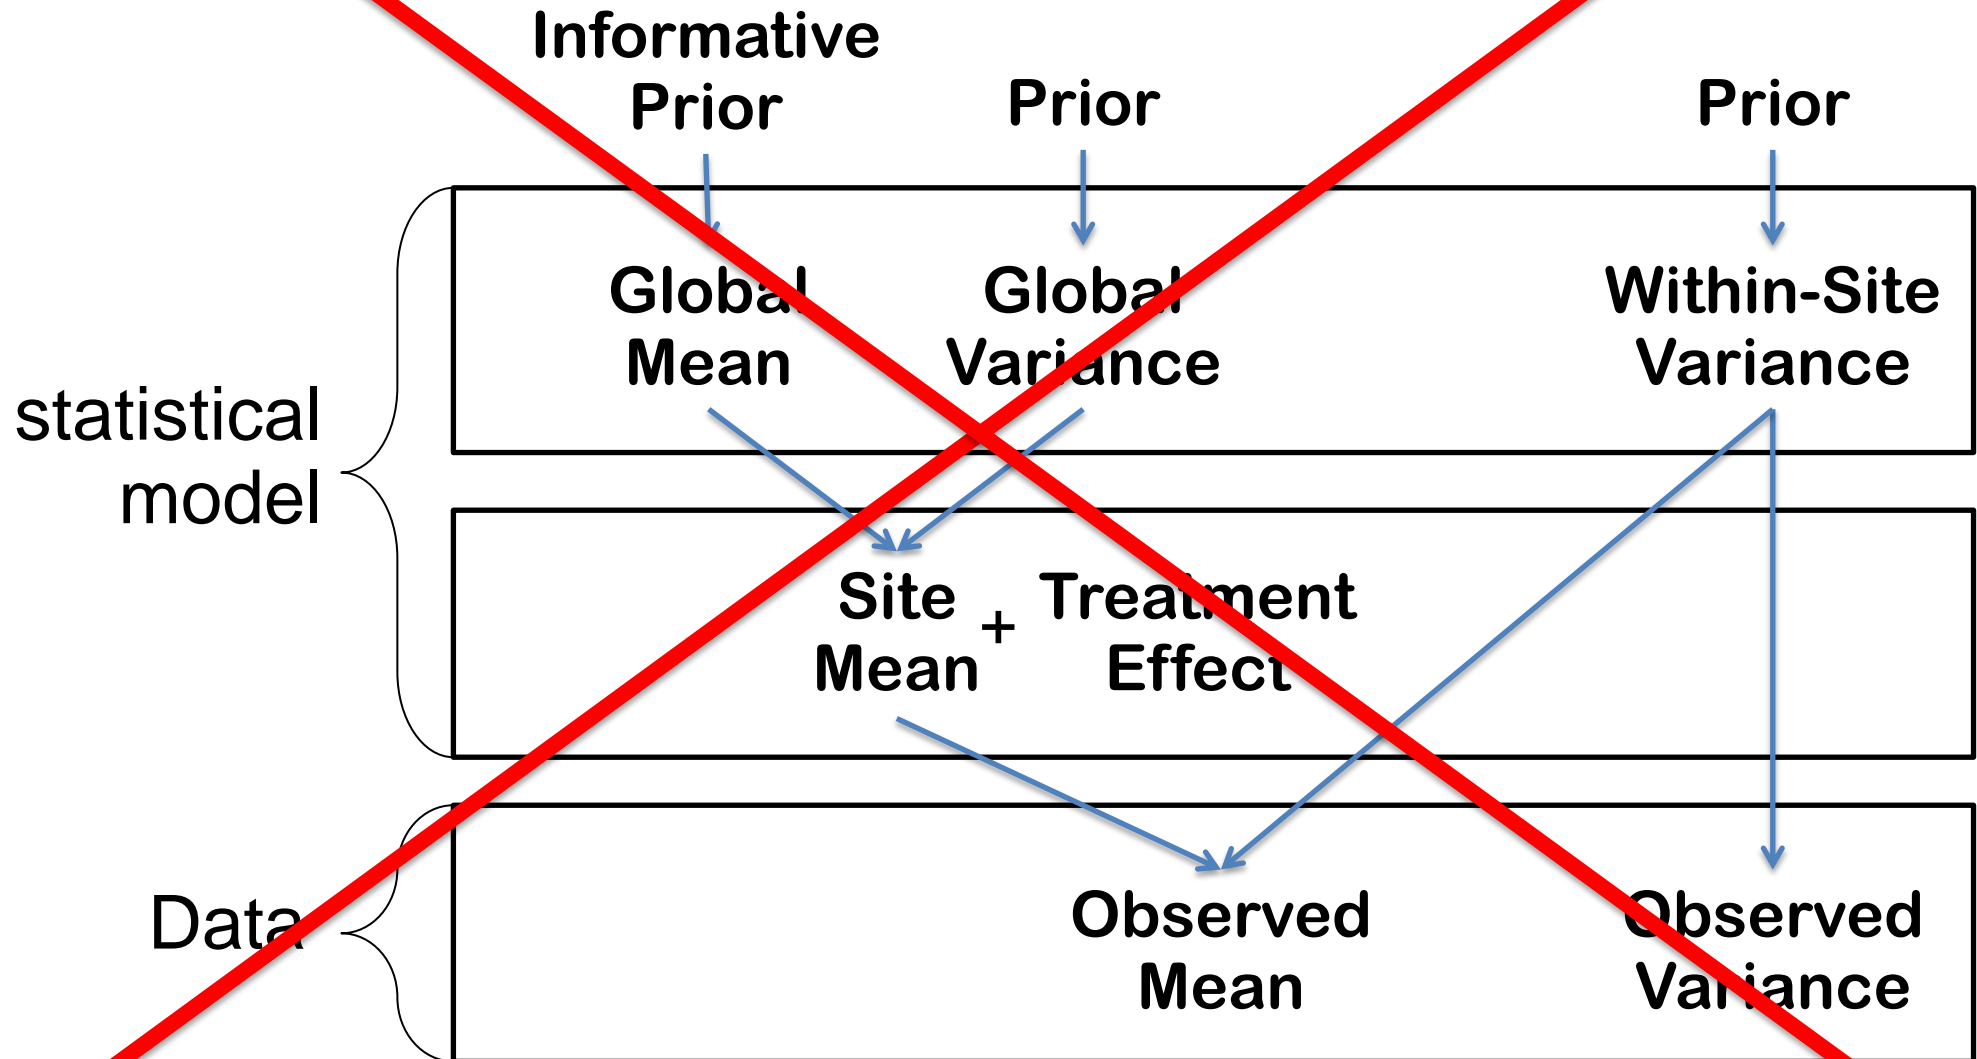 Informative
Prior
Prior
Prior
Global
Mean
Global
Variance
Within-Site
Variance
statistical
model
Site
Mean
+
Treatment
Effect
Data
Observed
Mean
Observed
Variance